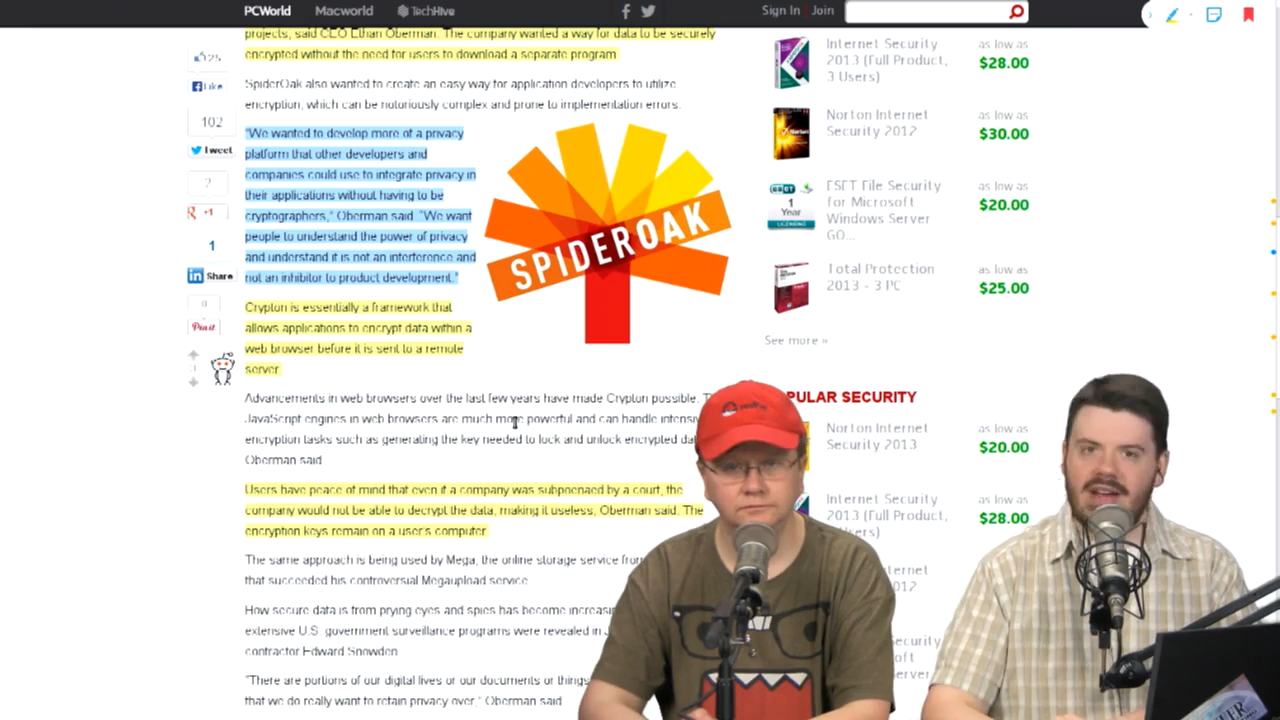 PCWorld Macworld TechHive Sign In Join
projects, said CEO Ethan Oberman. The company wanted a way for data to be securely
encrypted without the need for users to download a separate program.
SpiderOak also wanted to create an easy way for application developers to utilize
encryption, which can be notoriously complex and prone to implementation errors.
"We wanted to develop more of a privacy
platform that other developers and
companies could use to integrate privacy in
their applications without having to be
cryptographers," Oberman said. "We want
people to understand the power of privacy
and understand it is not an interference and
not an inhibitor to product development."
SPIDEROAK
Crypton is essentially a framework that
allows applications to encrypt data within a
web browser before it is sent to a remote
server.
Advancements in web browsers over the last few years have made Crypton possible.
JavaScript engines in web browsers are much more powerful and can handle
encryption tasks such as generating the key needed to lock and unlock encrypted
Oberman said
Users have peace of mind that even if a company was subpoenaed by a court, the
company would not be able to decrypt the data, making it useless, Oberman said. The
encryption keys remain on a user's computer.
The same approach is being used by Mega, the online storage service
that succeeded his controversial Megaupload service.
How secure data is from prying eyes and spies has become
extensive U.S. government surveillance programs were revealed in
contractor Edward Snowden.
"There are portions of our digital lives or our documents or things
that we do really want to retain privacy over," Oberman said
25
Like
102
Tweet
2
+1
1
in Share
0
Pin it
Internet Security
2013 (Full Product,
3 Users)
as low as
$28.00
Norton Internet
Security 2012
as low as
$30.00
eset
1
Year
LICENSING
ESET File Security
for Microsoft
Windows Server
GO...
as low as
$20.00
Total Protection
2013 - 3 PC
as low as
$25.00
See more »
PULAR SECURITY
Norton Internet
Security 2013
as low as
$20.00
Internet Security
2013 (Full Product,
as low as
$28.00